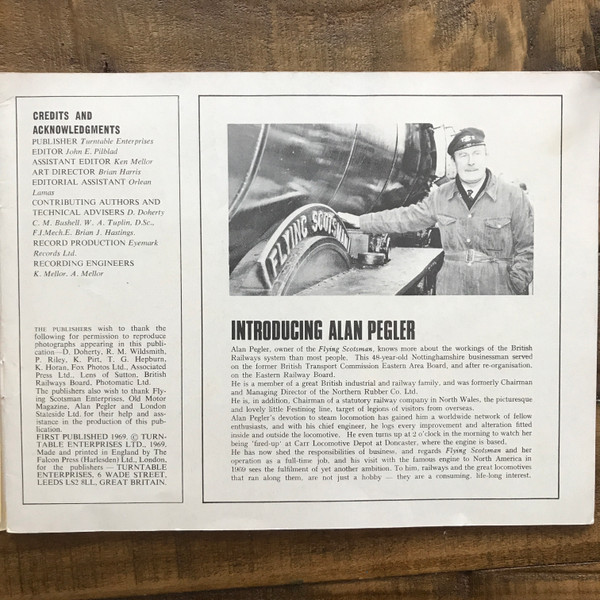 CREDITS AND
ACKNOWLEDGMENTS
PUBLISHER Turntable Enterprises
EDITOR John E. Pilblad
ASSISTANT EDITOR Ken Mellor
ART DIRECTOR Brian Harris
EDITORIAL ASSISTANT Orlean
Lamax
CONTRIBUTING AUTHORS AND
TECHNICAL ADVISERS D. Doherty
C. M. Bushell. W. A. Tuplin, D.Sc.,
F.I.Mech.E. Brian J. Hastings.
RECORD PRODUCTION Eyemark
Records Ltd.
RECORDING ENGINEERS
K. Mellor, A. Mellor
THE PUBLISHERS wish to thank the
following for permission to reproduce
photographs appearing in this publi-
cation—D. Doherty, R. M. Wildsmith,
P. Riley, K. Pirt, T. G. Hepburn,
K. Horan, Fox Photos Ltd., Associated
Press Ltd., Lens of Sutton, British
Railways Board, Photomatic Ltd.
The publishers also wish to thank Fly-
ing Scotsman Enterprises, Old Motor
Magazine, Alan Pegler and London
Stateside Ltd. for their help and ass-
istance in the production of this pub-
lication.
FIRST PUBLISHED 1969. © TURN-
TABLE ENTERPRISES LTD., 1969.
Made and printed in England by The
Falcon Press (Harlesden) Ltd., London,
for the publishers — TURNTABLE
ENTERPRISES, 6 WADE STREET,
LEEDS LS2 8LL, GREAT BRITAIN.
FLYING SCOTSMAN
INTRODUCING ALAN PEGLER
Alan Pegler, owner of the Flying Scotsman, knows more about the workings of the British
Railways system than most people. This 48-year-old Nottinghamshire businessman served
on the former British Transport Commission Eastern Area Board, and after re-organisation,
on the Eastern Railway Board.
He is a member of a great British industrial and railway family, and was formerly Chairman
and Managing Director of the Northern Rubber Co. Ltd.
He is, in addition, Chairman of a statutory railway company in North Wales, the picturesque
and lovely little Festiniog line, target of legions of visitors from overseas.
Alan Pegler's devotion to steam locomotion has gained him a worldwide network of fellow
enthusiasts, and with his chief engineer, he logs every improvement and alteration fitted
inside and outside the locomotive. He even turns up at 2 o'clock in the morning to watch her
being 'fired-up' at Carr Locomotive Depot at Doncaster, where the engine is based.
He has now shed the responsibilities of business, and regards Flying Scotsman and her
operation as a full-time job, and his visit with the famous engine to North America in
1969 sees the fulfilment of yet another ambition. To him, railways and the great locomotives
that ran along them, are not just a hobby — they are a consuming, life-long interest.